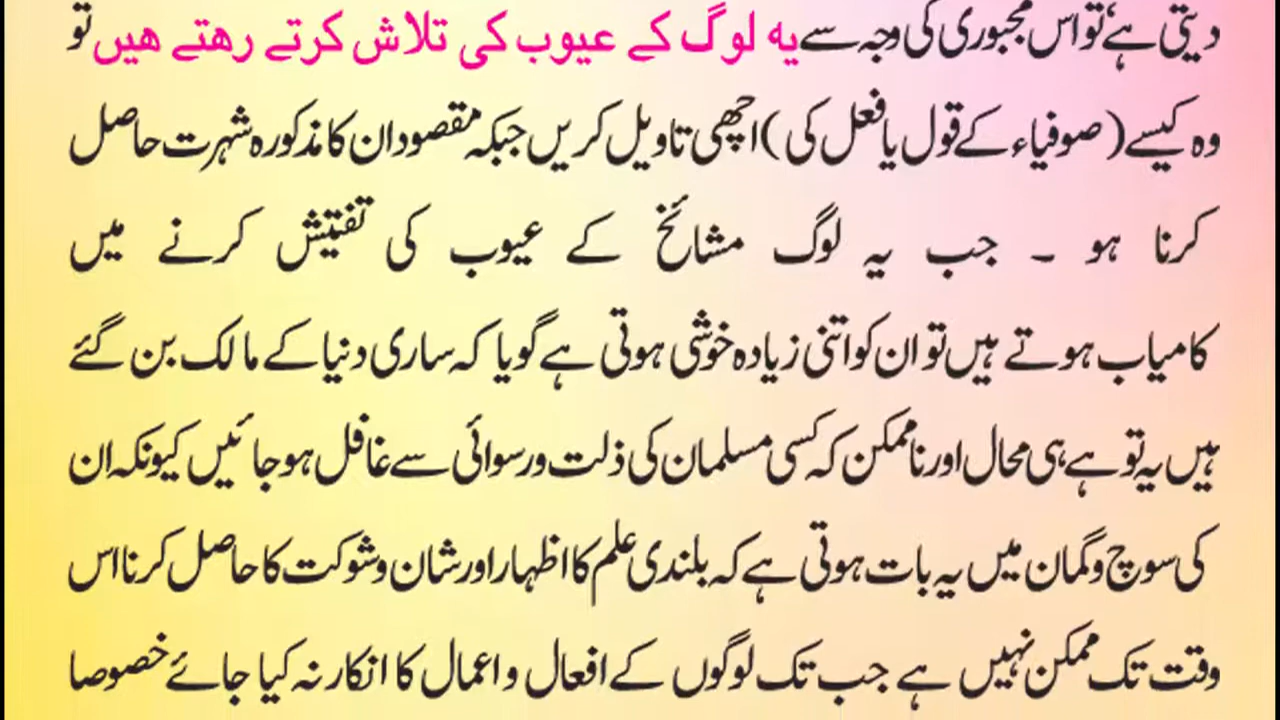 دیتی ہے تو اس مجبوری کی وجہ سے یہ لوگ کے عیوب کی تلاش کرتے رھتے ھیں تو
وہ کیسے (صوفیاء کے قول یا فعل کی) اچھی تاویل کریں جبکہ مقصود ان کا مذکورہ شہرت حاصل
کرنا ہو ۔ جب یہ لوگ مشائخ کے عیوب کی تفتیش کرنے میں
کامیاب ہوتے ہیں تو ان کو اتنی زیادہ خوشی ہوتی ہے گویا کہ ساری دنیا کے مالک بن گئے
ہیں یہ تو ہے ہی محال اور ناممکن کہ کسی مسلمان کی ذلت و رسوائی سے غافل ہو جائیں کیونکہ ان
کی سوچ و گمان میں یہ بات ہوتی ہے کہ بلندی علم کا اظہار اور شان و شوکت کا حاصل کرنا اس
وقت تک ممکن نہیں ہے جب تک لوگوں کے افعال و اعمال کا انکار نہ کیا جائے خصوصا